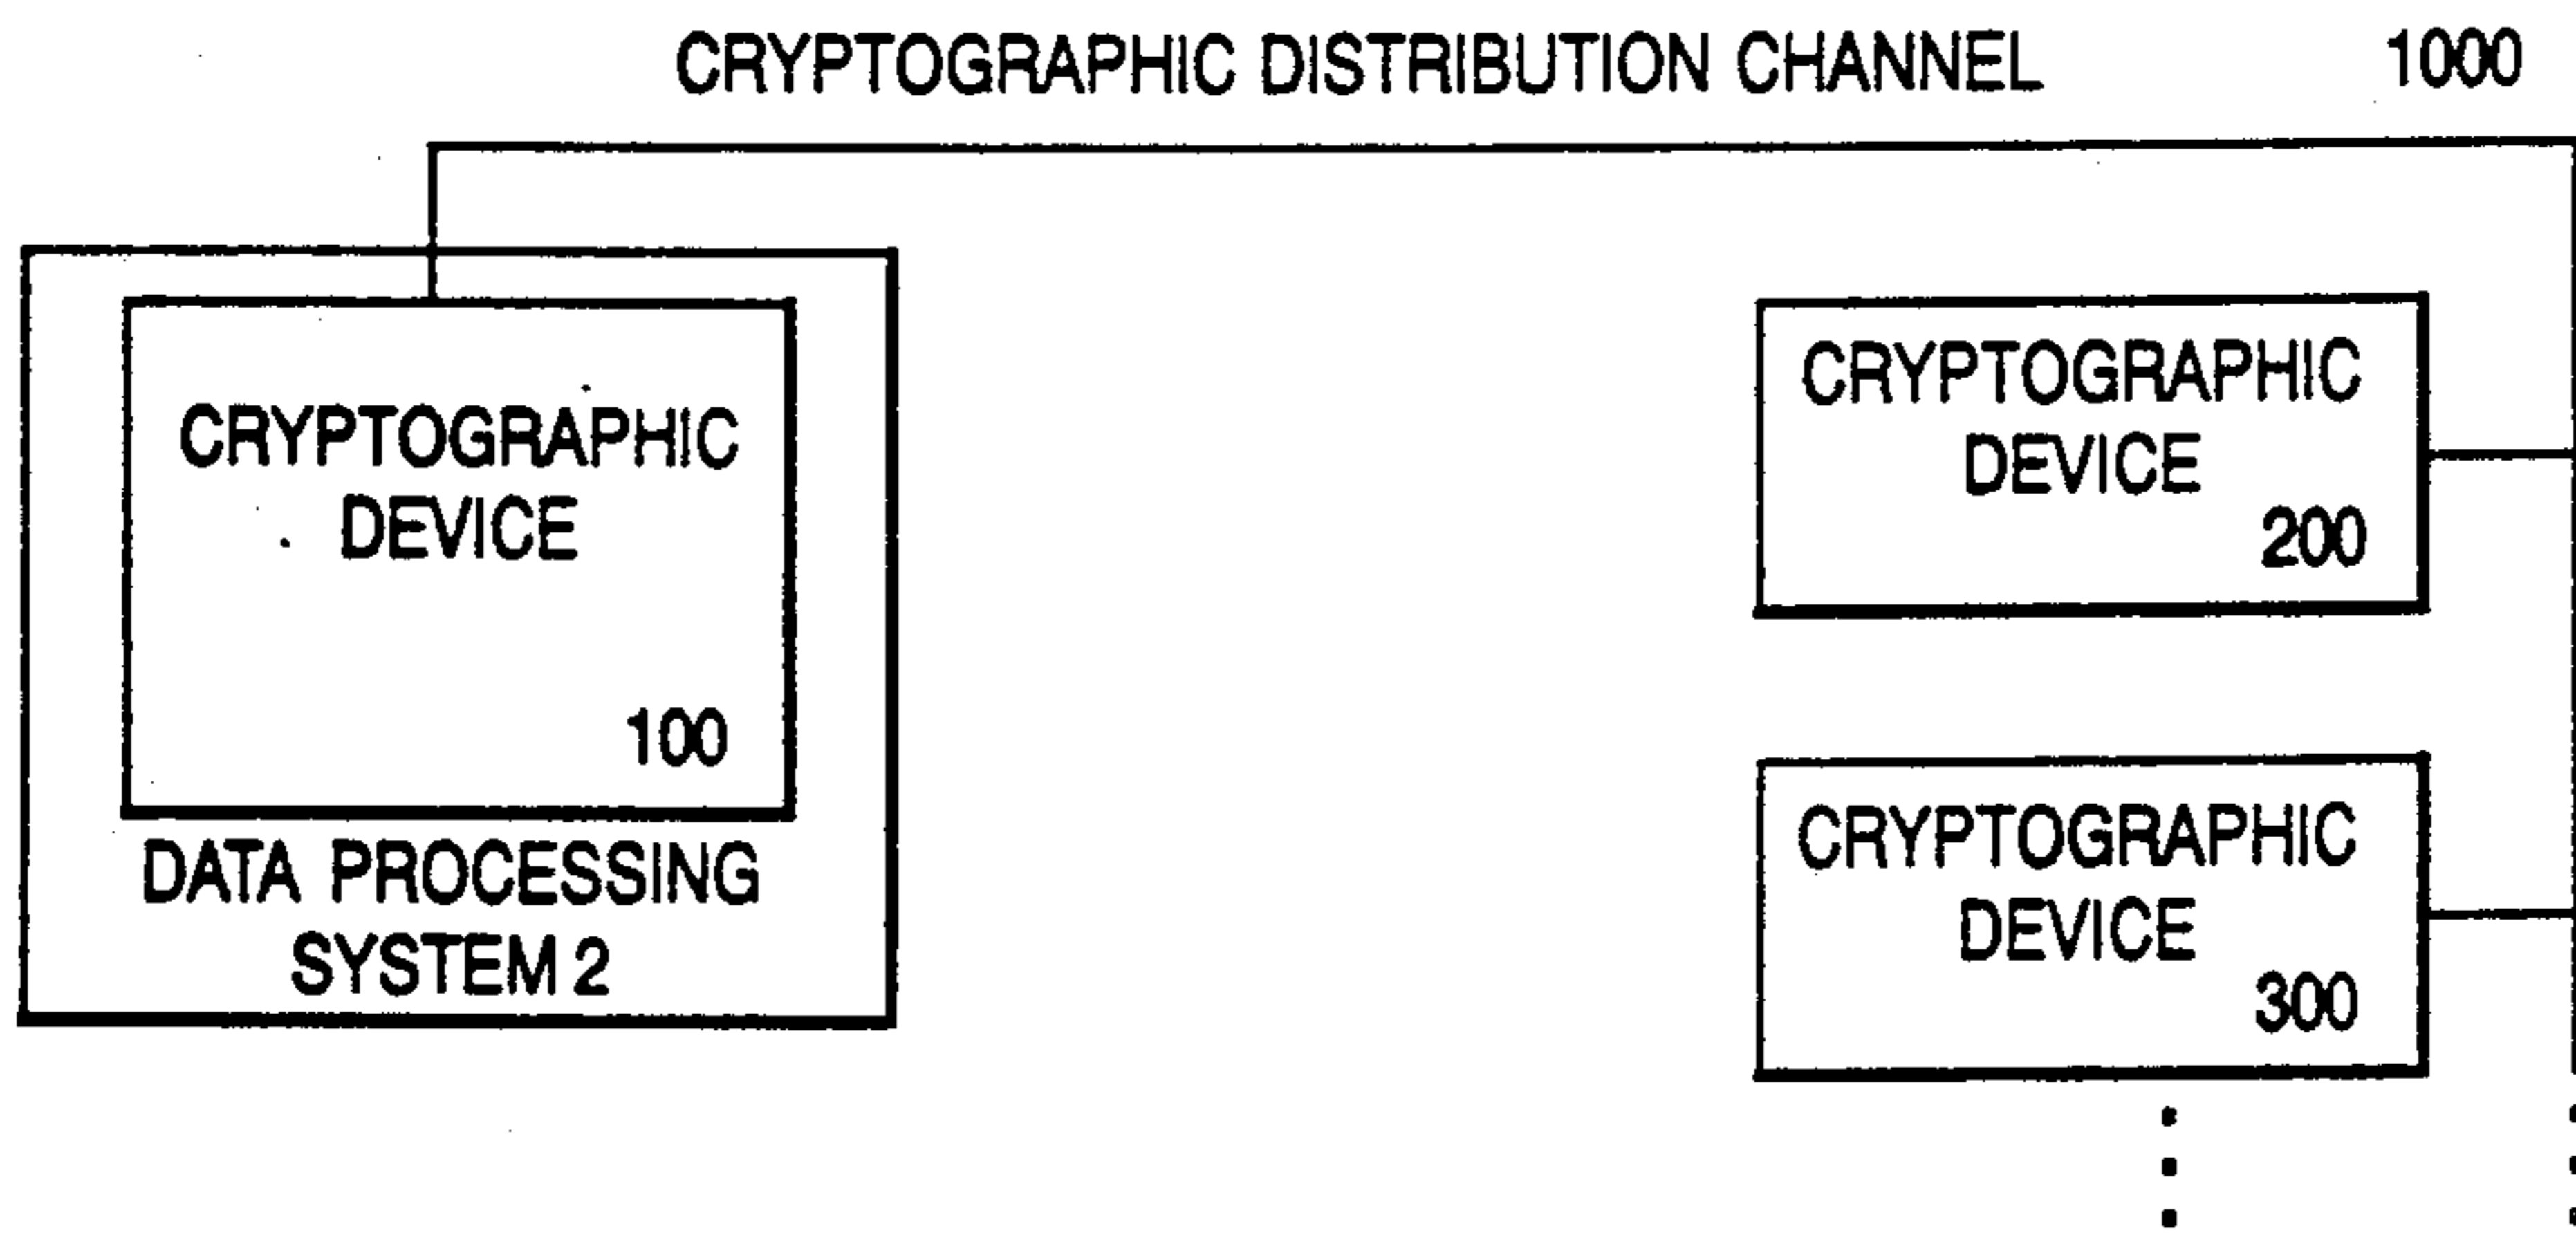 CRYPTOGRAPHIC DISTRIBUTION CHANNEL 1000
CRYPTOGRAPHIC
DEVICE
100
DATA PROCESSING
SYSTEM 2
CRYPTOGRAPHIC
DEVICE
200
CRYPTOGRAPHIC
DEVICE
300